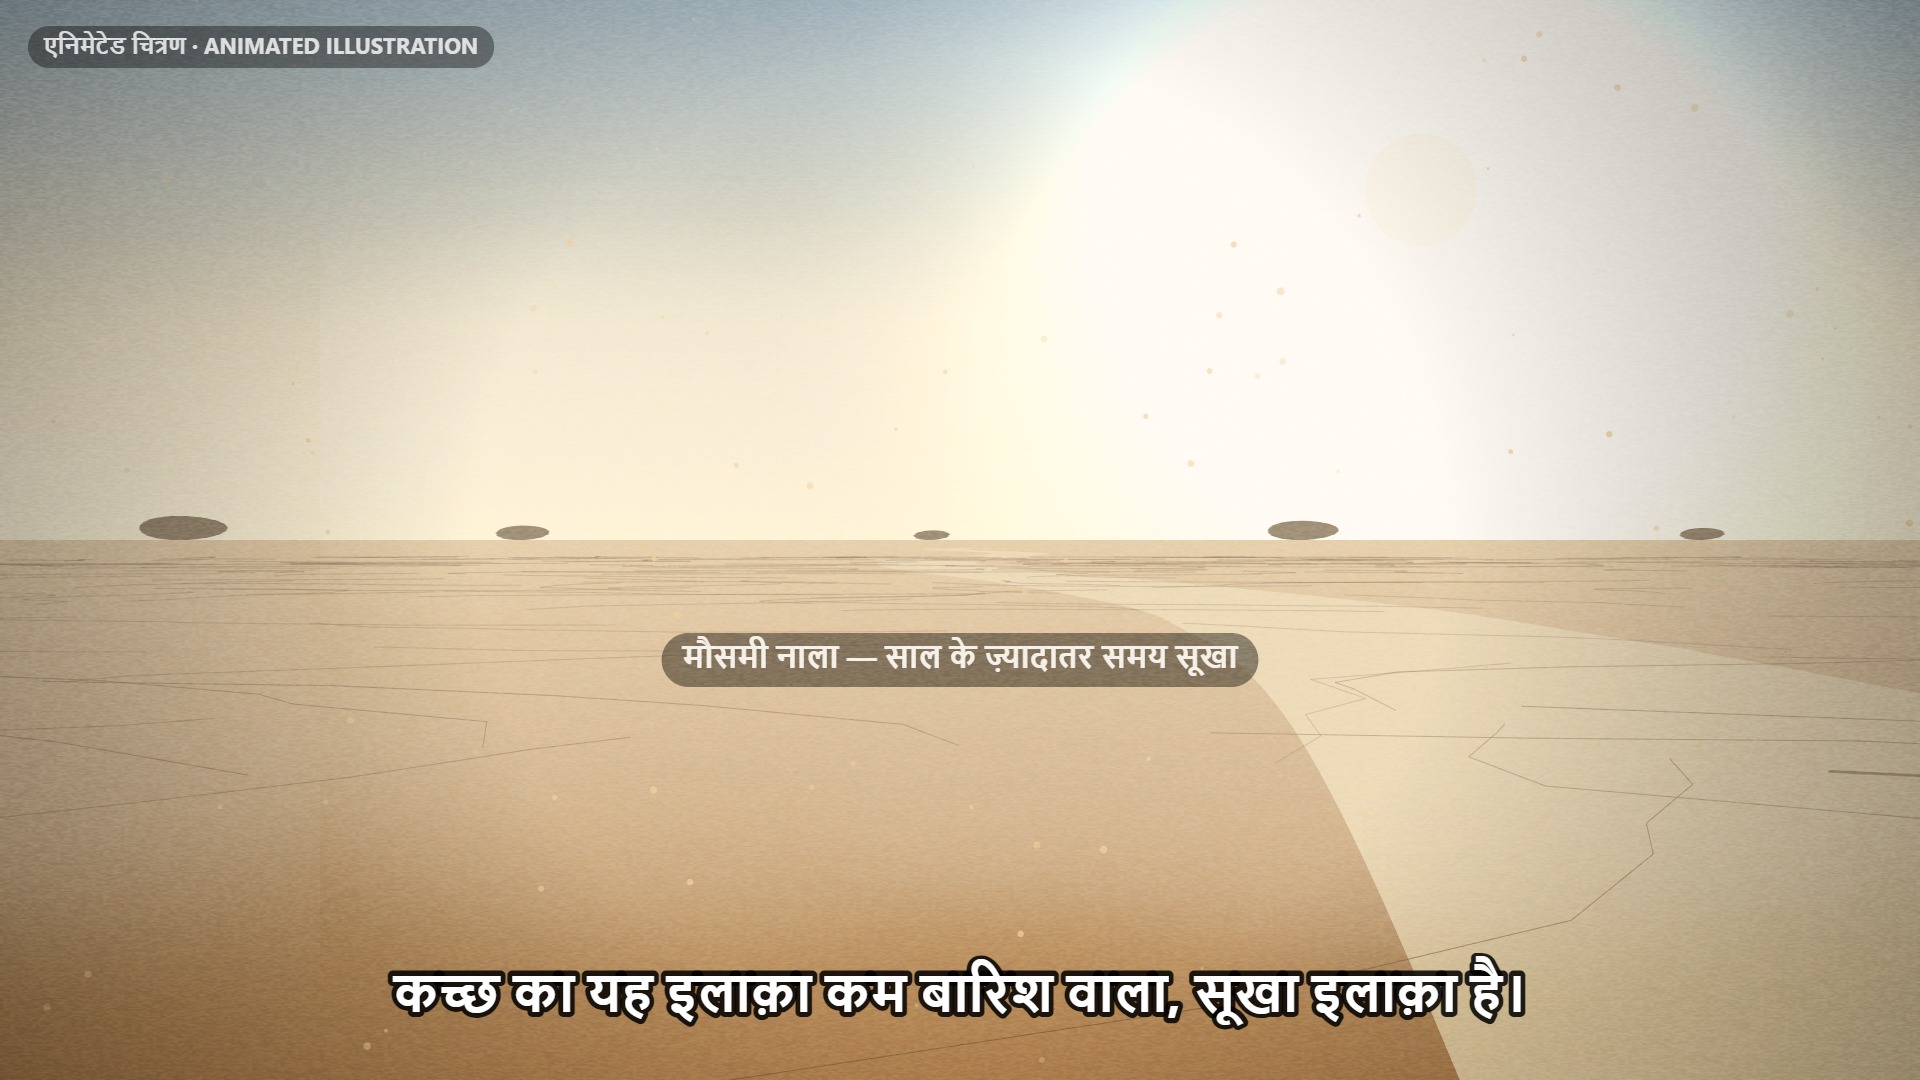 एनिमेटेड चित्रण · ANIMATED ILLUSTRATION
मौसमी नाला — साल के ज़्यादातर समय सूखा
कच्छ का यह इलाक़ा कम बारिश वाला, सूखा इलाक़ा है।